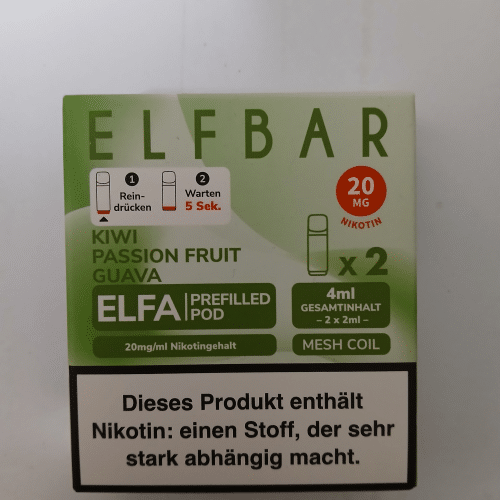 ELFBAR
1
Rein-
drücken
2
Warten
5 Sek.
20
MG
NIKOTIN
KIWI
PASSION FRUIT
GUAVA
x 2
ELFA
PREFILLED
POD
4ml
GESAMTINHALT
– 2 x 2ml –
20mg/ml Nikotingehalt
MESH COIL
Dieses Produkt enthält
Nikotin: einen Stoff, der sehr
stark abhängig macht.